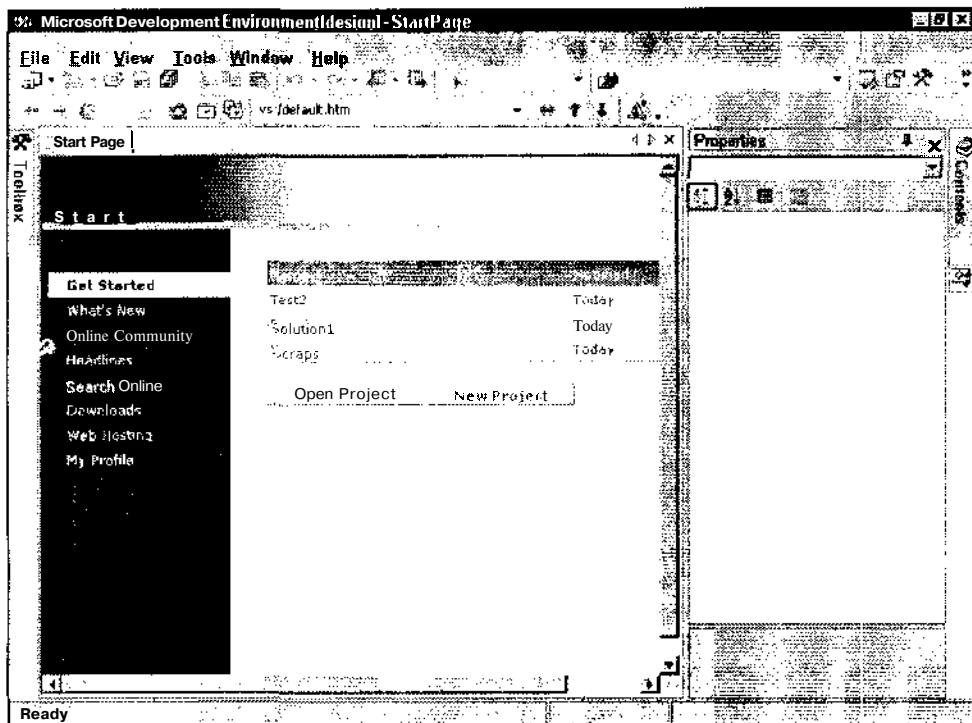 Microsoft Development Environment [design] - Start Page
File Edit View Tools Window Help
vs:/default.htm
Start Page
Properties
Toolbox
Contents
Start
Get Started
What's New
Online Community
Headlines
Search Online
Downloads
Web Hosting
My Profile
Test2 Today
Solution1 Today
Scraps Today
Open Project New Project
Ready